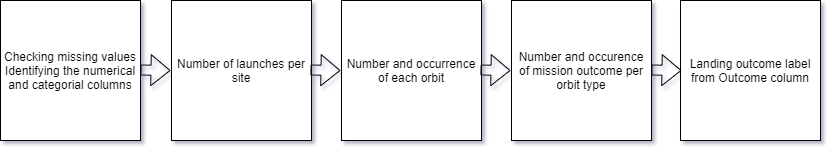 Checking missing values
Identifying the numerical
and categorial columns
Number of launches per
site
Number and occurrence
of each orbit
Number and occurence
of mission outcome per
orbit type
Landing outcome label
from Outcome column